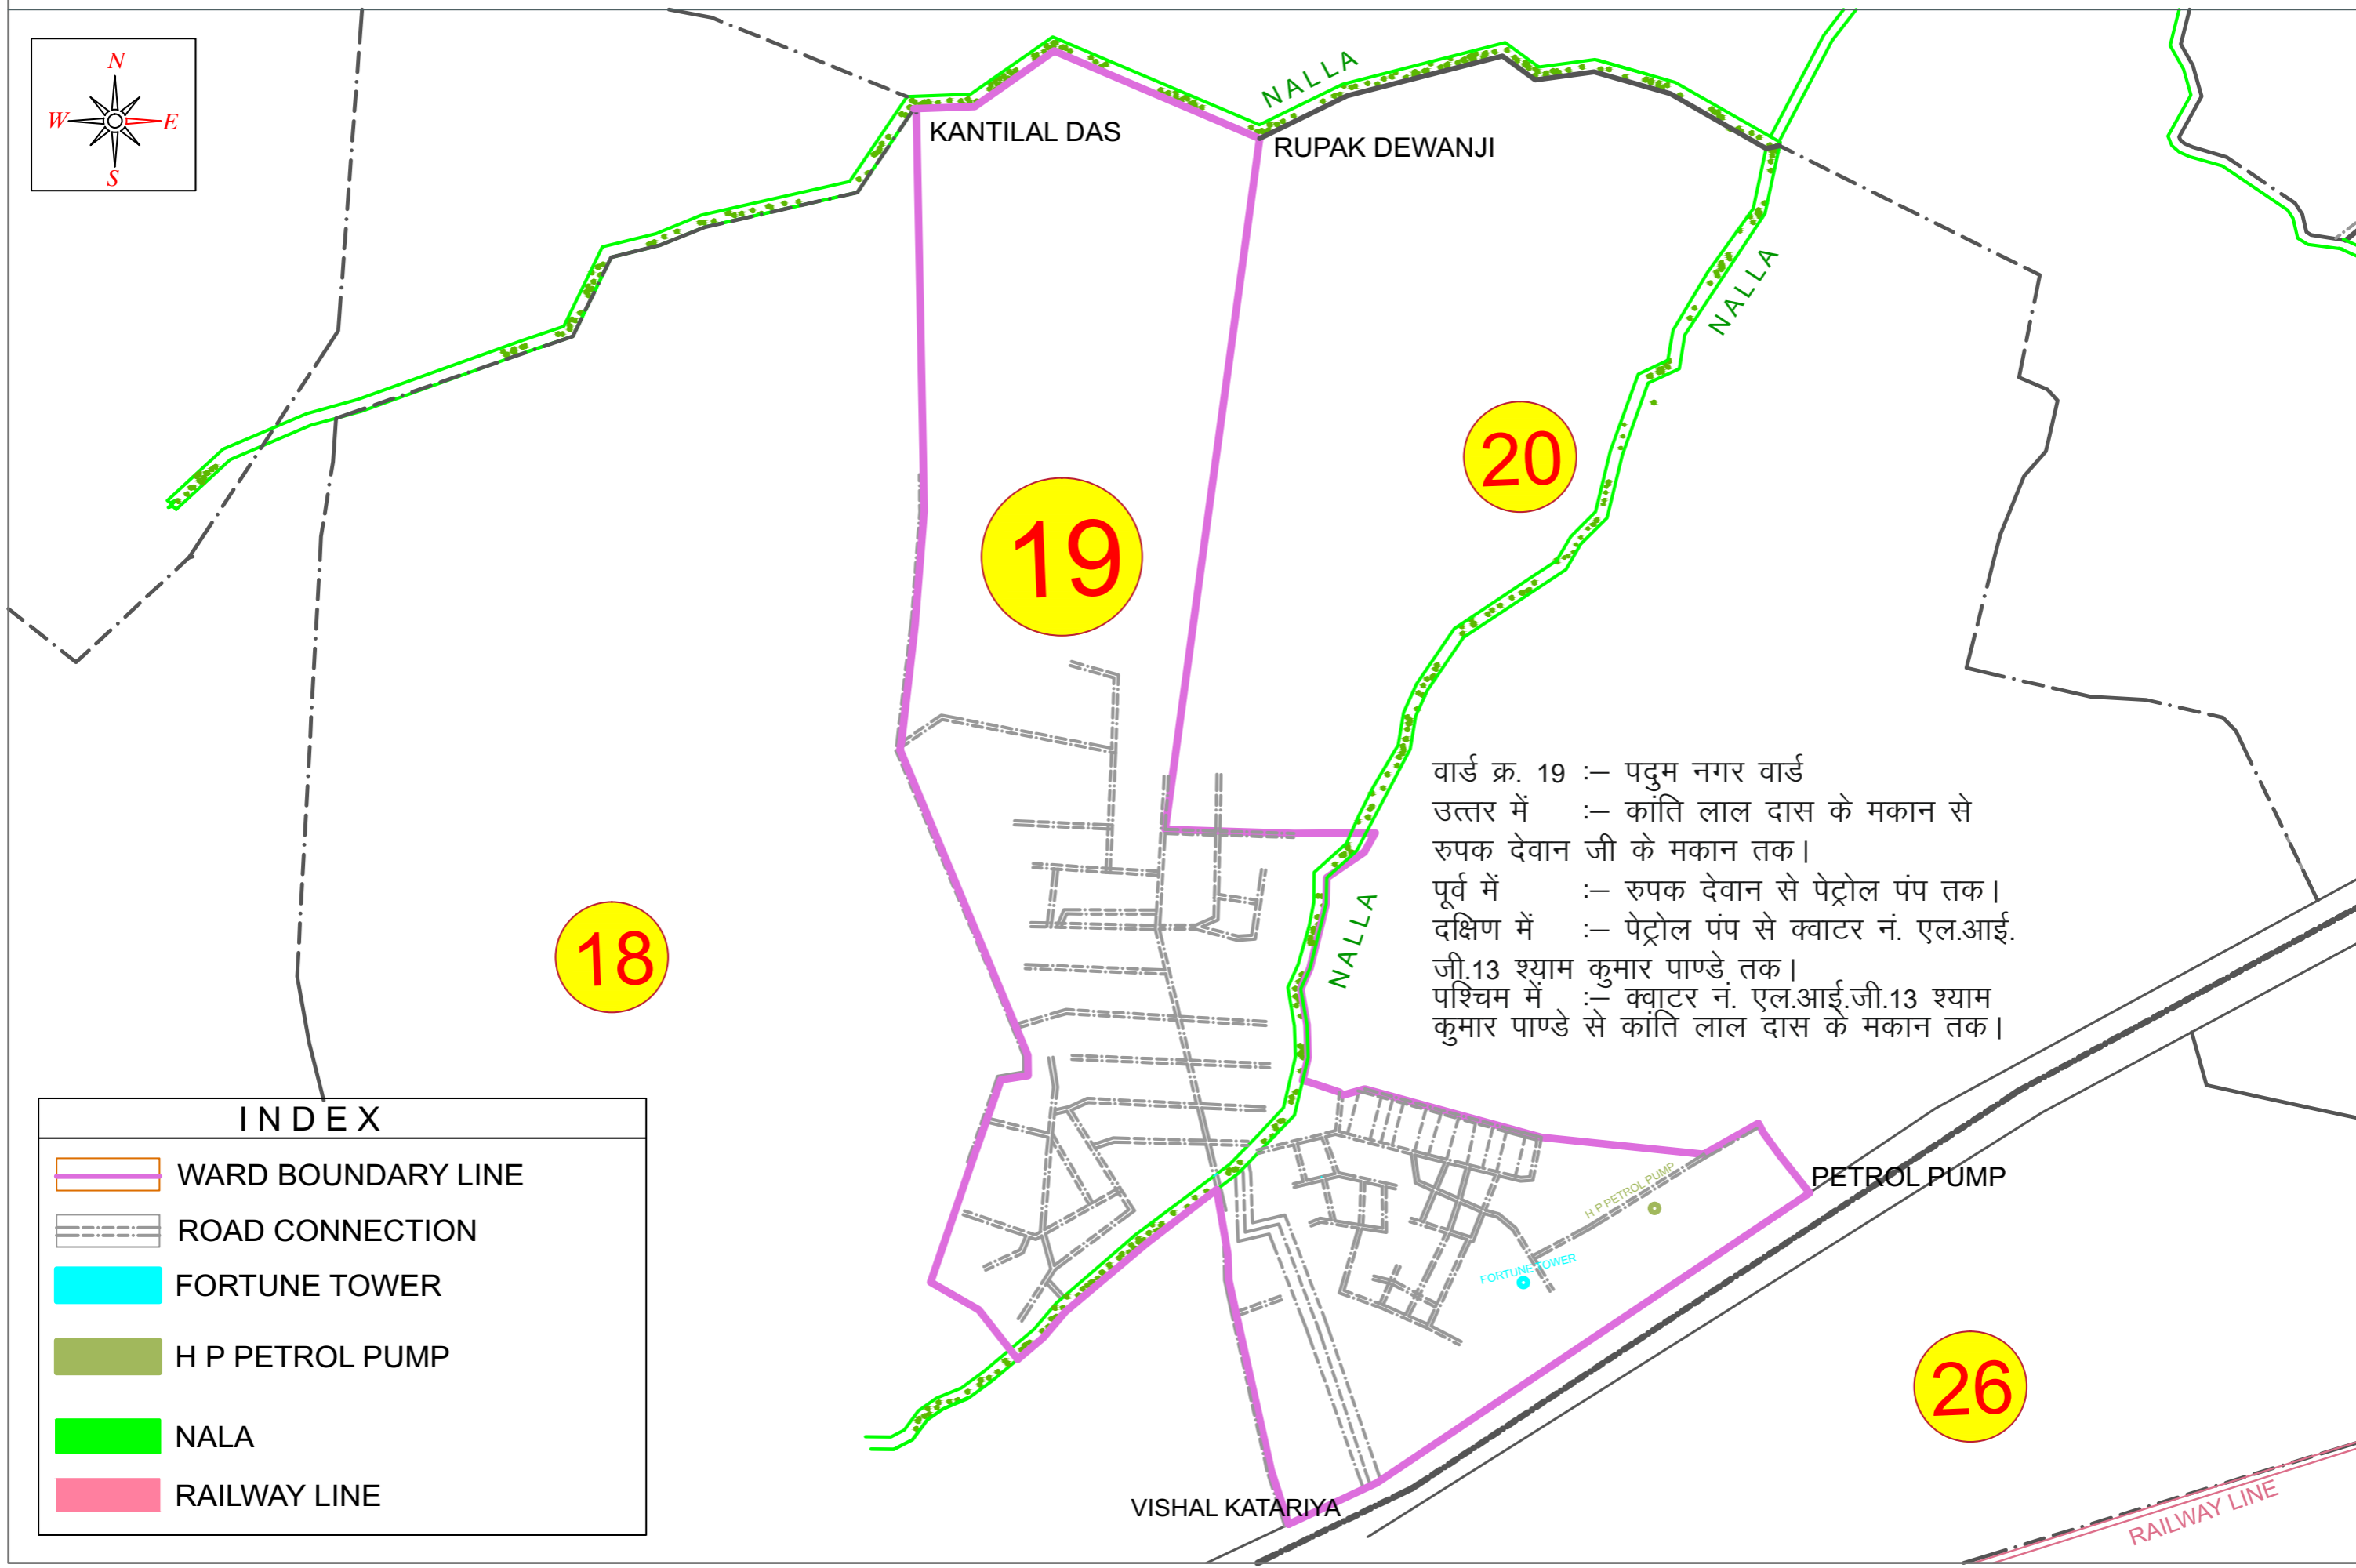 N
W E
S
KANTILAL DAS
NALLA
RUPAK DEWANJI
NALLA
20
19
वार्ड क्र. 19 :– पदुम नगर वार्ड
उत्तर में :– कांति लाल दास के मकान से
रुपक देवान जी के मकान तक।
पूर्व में :– रुपक देवान से पेट्रोल पंप तक।
दक्षिण में :– पेट्रोल पंप से क्वाटर नं. एल.आई.
जी.13 श्याम कुमार पाण्डे तक।
पश्चिम में :– क्वाटर नं. एल.आई.जी.13 श्याम
कुमार पाण्डे से कांति लाल दास के मकान तक।
NALLA
18
INDEX
WARD BOUNDARY LINE
ROAD CONNECTION
FORTUNE TOWER
H P PETROL PUMP
NALA
RAILWAY LINE
H P PETROL PUMP
PETROL PUMP
FORTUNE TOWER
26
VISHAL KATARIYA
RAILWAY LINE